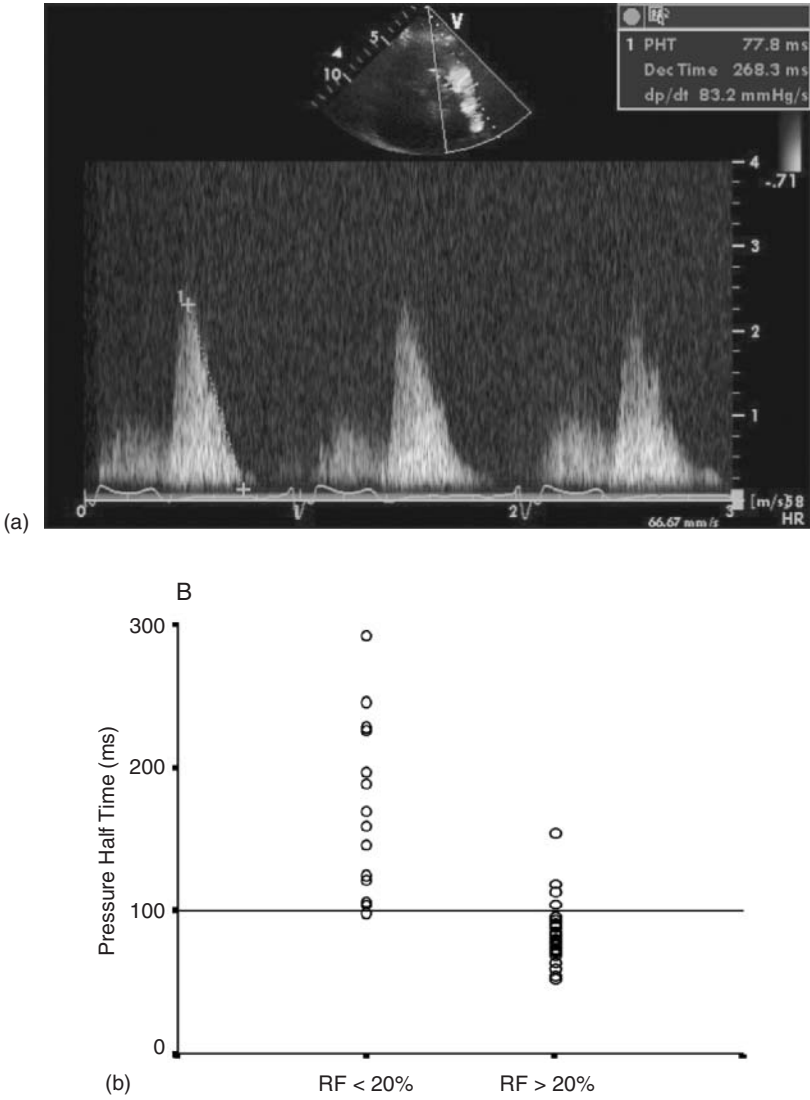 V
5
10
1 PHT 77.8 ms
Dec Time 268.3 ms
dp/dt 83.2 mmHg/s
-.71
4
3
2
1
1
[m/s] 58
HR
0 1 2 3
66.67 mm/s
(a)
B
300
200
100
0
Pressure Half Time (ms)
RF < 20% RF > 20%
(b)